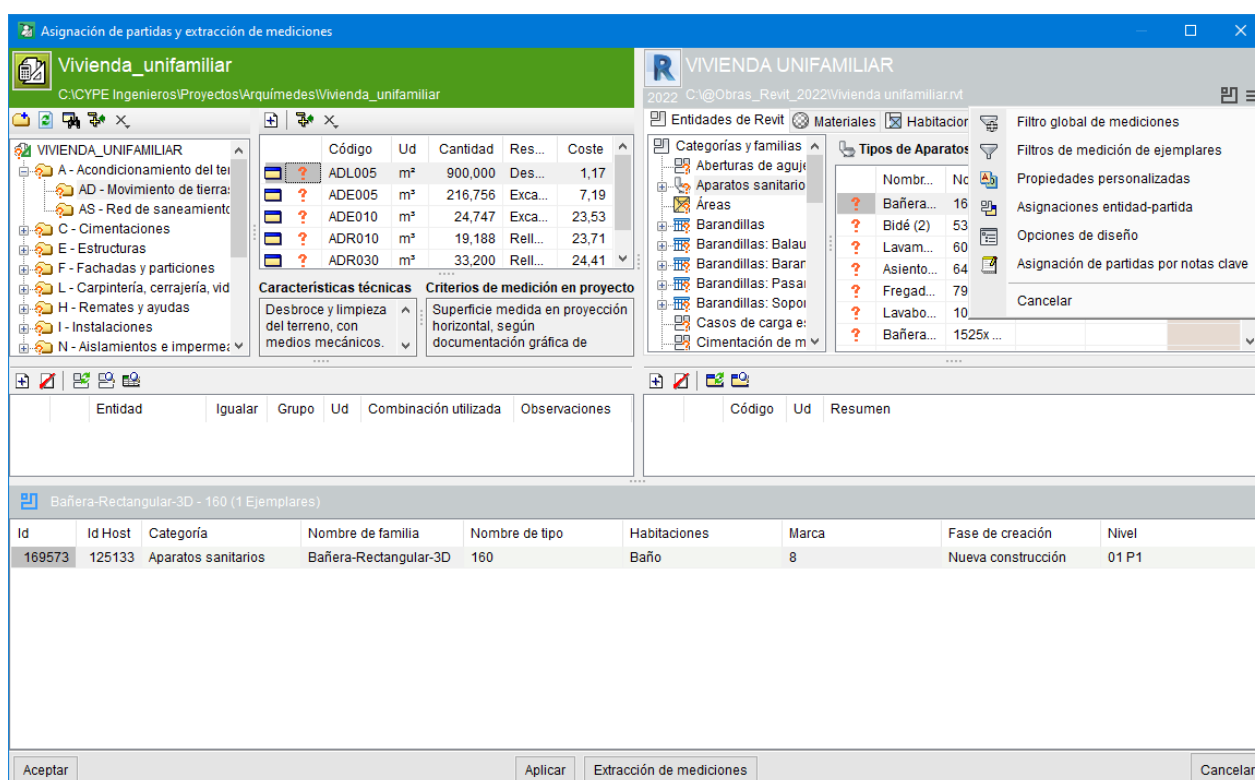 Asignación de partidas y extracción de mediciones
Vivienda_unifamiliar
C:\CYPE Ingenieros\Proyectos\Arquímedes\Vivienda_unifamiliar
VIVIENDA UNIFAMILIAR
2022 C:\@Obras_Revit_2022\Vivienda unifamiliar.rvt
VIVIENDA_UNIFAMILIAR
A - Acondicionamiento del ter
AD - Movimiento de tierra
AS - Red de saneamiento
C - Cimentaciones
E - Estructuras
F - Fachadas y particiones
L - Carpintería, cerrajería, vid
H - Remates y ayudas
I - Instalaciones
N - Aislamientos e impermea
Código Ud Cantidad Res... Coste
ADL005 m² 900,000 Des... 1,17
ADE005 m³ 216,756 Exca... 7,19
ADE010 m³ 24,747 Exca... 23,53
ADR010 m³ 19,188 Rell... 23,71
ADR030 m³ 33,200 Rell... 24,41
Características técnicas Criterios de medición en proyecto
Desbroce y limpieza
del terreno, con
medios mecánicos.
Superficie medida en proyección
horizontal, según
documentación gráfica de
Entidades de Revit Materiales Habitacion
Categorías y familias
Aberturas de aguje
Aparatos sanitario
Áreas
Barandillas
Barandillas: Balau
Barandillas: Barar
Barandillas: Pasar
Barandillas: Sopor
Casos de carga e
Cimentación de m
Tipos de Aparatos
Nombr... No
Bañera... 16
Bidé (2) 53
Lavam... 60
Asiento... 64
Fregad... 79
Lavabo... 10
Bañera... 1525x ...
Filtro global de mediciones
Filtros de medición de ejemplares
Propiedades personalizadas
Asignaciones entidad-partida
Opciones de diseño
Asignación de partidas por notas clave
Cancelar
Entidad Igualar Grupo Ud Combinación utilizada Observaciones
Código Ud Resumen
Bañera-Rectangular-3D - 160 (1 Ejemplares)
Id Id Host Categoría Nombre de familia Nombre de tipo Habitaciones Marca Fase de creación Nivel
169573 125133 Aparatos sanitarios Bañera-Rectangular-3D 160 Baño 8 Nueva construcción 01 P1
Aceptar Aplicar Extracción de mediciones Cancelar